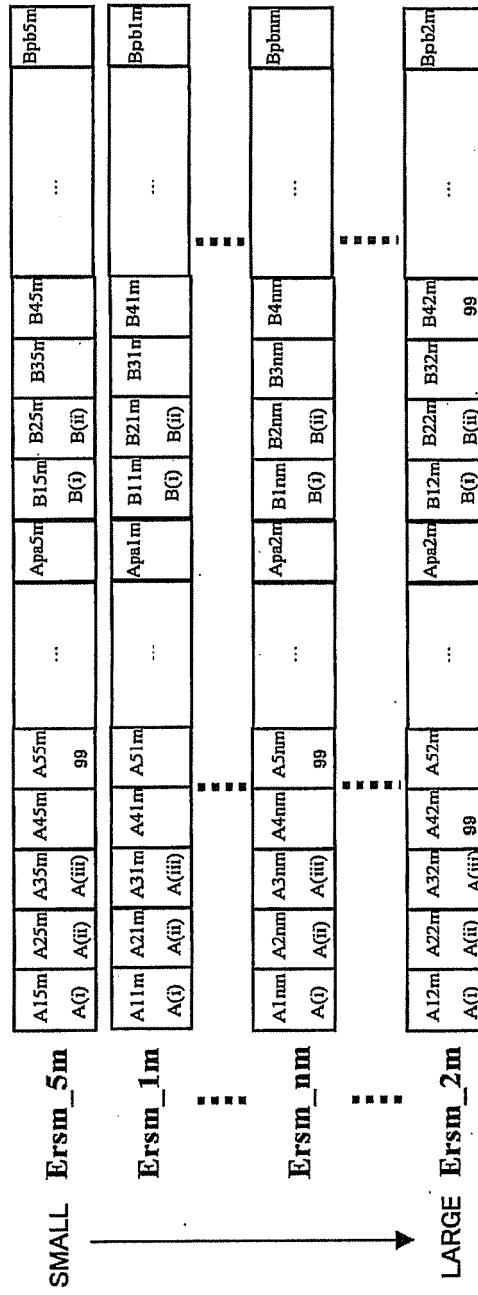 SMALL Ersm_5m A15m A(i) A25m A(ii) A35m A(iii) A45m A55m 99 ... Apa5m B15m B(i) B25m B(ii) B35m B45m ... Bpb5m
Ersm_1m A11m A(i) A21m A(ii) A31m A(iii) A41m A51m ... Apa1m B11m B(i) B21m B(ii) B31m B41m ... Bpb1m
Ersm_nm A1nm A(i) A2nm A(ii) A3nm A(iii) A4nm A5nm 99 ... Apa2m B1nm B(i) B2nm B(ii) B3nm B4nm ... Bpbnm
LARGE Ersm_2m A12m A(i) A22m A(ii) A32m A(iii) A42m 99 A52m ... Apa2m B12m B(i) B22m B(ii) B32m B42m 99 ... Bpb2m